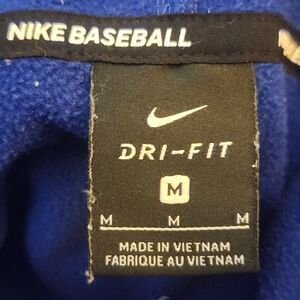 NIKE BASEBALL
DRI-FIT
M
M M M
MADE IN VIETNAM
FABRIQUE AU VIETNAM